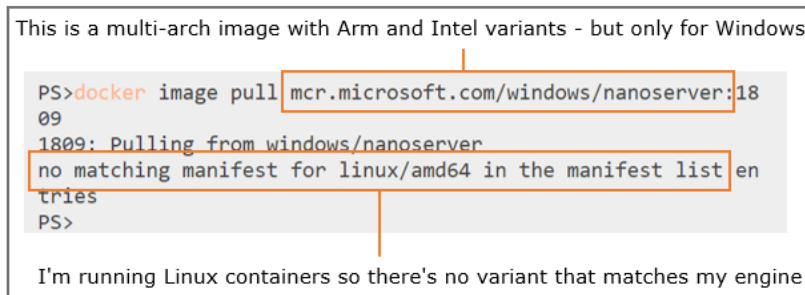 This is a multi-arch image with Arm and Intel variants - but only for Windows
PS>docker image pull mcr.microsoft.com/windows/nanoserver:18
09
1809: Pulling from windows/nanoserver
no matching manifest for linux/amd64 in the manifest list en
tries
PS>
I'm running Linux containers so there's no variant that matches my engine